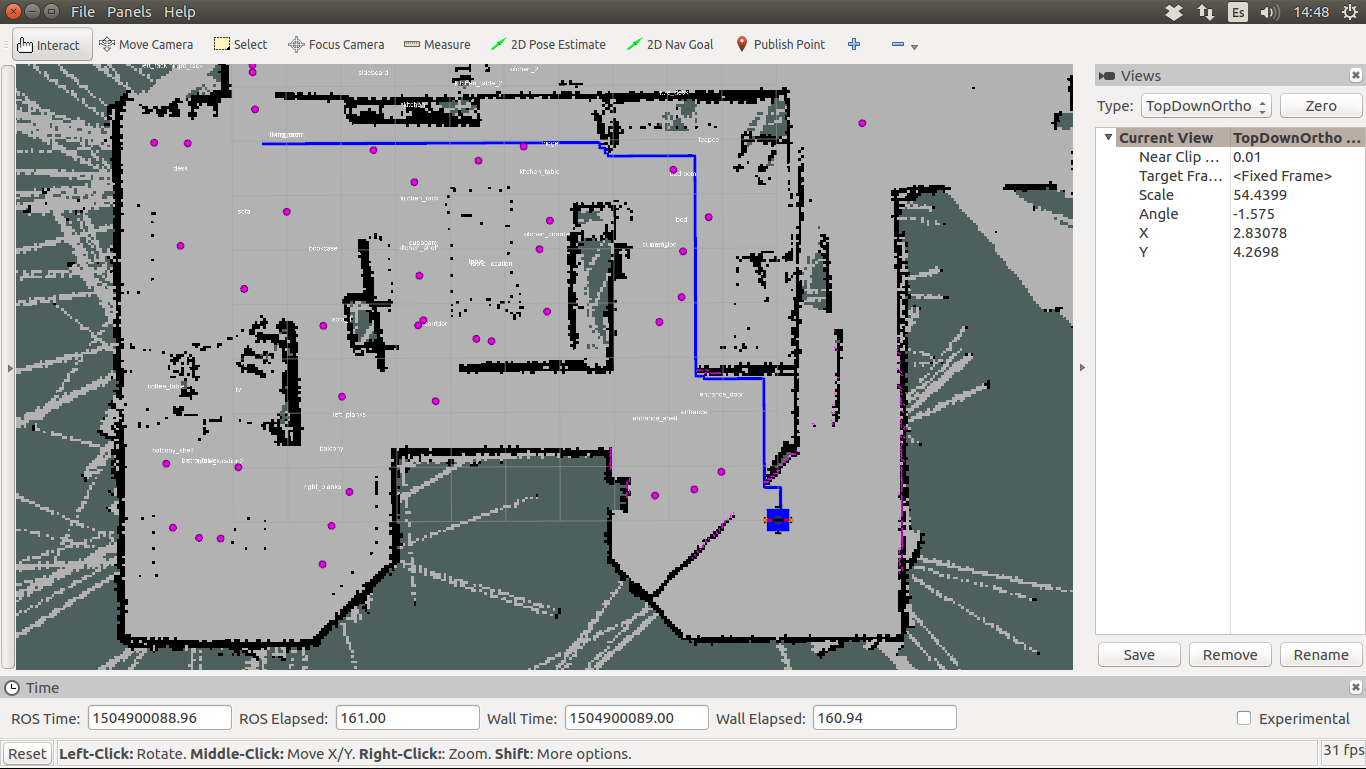 File Panels Help
Es
14:48
Interact Move Camera Select Focus Camera Measure 2D Pose Estimate 2D Nav Goal Publish Point
Views
Type: TopDownOrtho Zero
Current View TopDownOrtho ...
Near Clip ... 0.01
Target Fra... <Fixed Frame>
Scale 54.4399
Angle -1.575
X 2.83078
Y 4.2698
Save Remove Rename
sideboard
kitchen_2
desk
kitchen_table
bedroom
kitchen_rack
sofa
bed
kitchen_counter
bookcase
cupboard
corridor
coffee_table
tv
entrance_door
left_planks
entrance
entrance_shelf
balcony
balcony_shelf
right_planks
Time
ROS Time: 1504900088.96 ROS Elapsed: 161.00 Wall Time: 1504900089.00 Wall Elapsed: 160.94 Experimental
Reset Left-Click: Rotate. Middle-Click: Move X/Y. Right-Click:: Zoom. Shift: More options.
31 fps